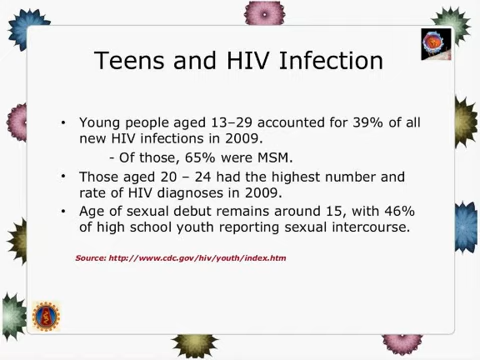 Teens and HIV Infection
• Young people aged 13–29 accounted for 39% of all
new HIV infections in 2009.
- Of those, 65% were MSM.
• Those aged 20 – 24 had the highest number and
rate of HIV diagnoses in 2009.
• Age of sexual debut remains around 15, with 46%
of high school youth reporting sexual intercourse.
Source: http://www.cdc.gov/hiv/youth/index.htm